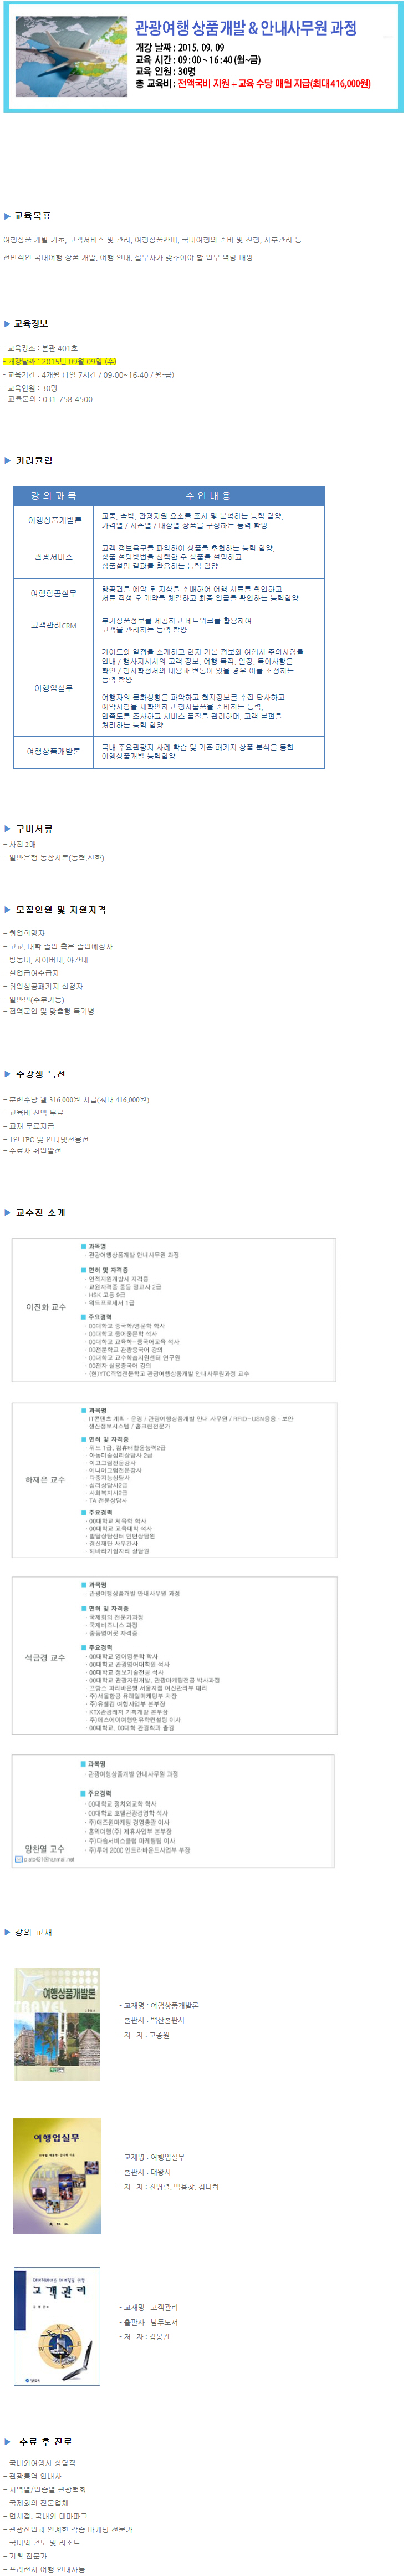 관광여행 상품개발 & 안내사무원 과정
개강 날짜 : 2015. 09. 09
교육 시간 : 09 : 00 ~ 16 : 40 (월~금)
교육 인원 : 30명
총 교육비 : 전액국비 지원 + 교육 수당 매월 지급(최대 416,000원)
▶ 교육목표
여행상품 개발 기초, 고객서비스 및 관리, 여행상품판매, 국내여행의 준비 및 진행, 사후관리 등
전반적인 국내여행 상품 개발, 여행 안내, 실무자가 갖추어야 할 업무 역량 배양
▶ 교육정보
- 교육장소 : 본관 401호
- 개강날짜 : 2015년 09월 09일 (수)
- 교육기간 : 4개월 (1일 7시간 / 09:00~16:40 / 월-금)
- 교육인원 : 30명
- 교육문의 : 031-758-4500
▶ 커리큘럼
강 의 과 목 수 업 내 용
여행상품개발론
교통, 숙박, 관광자원 요소를 조사 및 분석하는 능력 함양,
가격별 / 시즌별 / 대상별 상품을 구성하는 능력 함양
관광서비스
고객 정보욕구를 파악하여 상품을 추천하는 능력 함양,
상품 설명방법을 선택한 후 상품을 설명하고
상품설명 결과를 활용하는 능력 함양
여행항공실무
항공권을 예약 후 지상을 수배하여 여행 서류를 확인하고
서류 작성 후 계약을 체결하고 최종 입금을 확인하는 능력함양
고객관리CRM
부가상품정보를 제공하고 네트워크를 활용하여
고객을 관리하는 능력 함양
여행업실무
가이드와 일정을 소개하고 현지 기본 정보와 여행시 주의사항을
안내 / 행사지시서의 고객 정보, 여행 목적, 일정, 특이사항을
확인 / 행사확정서의 내용과 변동이 있을 경우 이를 조정하는
능력 함양
여행자의 문화성향을 파악하고 현지정보를 수집 답사하고
예약사항을 재확인하고 행사물품을 준비하는 능력,
만족도를 조사하고 서비스 품질을 관리하며, 고객 불편을
처리하는 능력 함양
여행상품개발론
국내 주요관광지 사례 학습 및 기존 패키지 상품 분석을 통한
여행상품개발 능력함양
▶ 구비서류
- 사진 2매
- 일반은행 통장사본(농협,신한)
▶ 모집인원 및 지원자격
- 취업희망자
- 고교, 대학 졸업 혹은 졸업예정자
- 방통대, 사이버대, 야간대
- 실업급여수급자
- 취업성공패키지 신청자
- 일반인(주부가능)
- 전역군인 및 맞춤형 특기병
▶ 수강생 특전
- 훈련수당 월 316,000원 지급(최대 416,000원)
- 교육비 전액 무료
- 교재 무료지급
- 1인 1PC 및 인터넷전용선
- 수료자 취업알선
▶ 교수진 소개
이진화 교수
■ 과목명
· 관광여행상품개발 안내사무원 과정
■ 면허 및 자격증
· 인적자원개발사 자격증
· 교원자격증 중등 정교사 2급
· HSK 고등 9급
· 워드프로세서 1급
■ 주요경력
· 00대학교 중국학/영문학 학사
· 00대학교 중어중문학 석사
· 00대학교 교육학-중국어교육 석사
· 00전문학교 관광중국어 강의
· 00대학교 교수학습지원센터 연구원
· 00전자 실용중국어 강의
· (현)YTC직업전문학교 관광여행상품개발 안내사무원과정 교수
하재은 교수
■ 과목명
IT콘텐츠 계획 · 운영 / 관광여행상품개발 안내 사무원 / RFID-USN응용 · 보안
생산정보시스템 / 홈크린전문가
■ 면허 및 자격증
· 워드 1급, 컴퓨터활용능력2급
· 아동미술심리상담사 2급
· 이고그램전문강사
· 애니어그램전문강사
· 다중지능상담사
· 심리상담사2급
· 사회복지사2급
· TA 전문상담사
■ 주요경력
· 00대학교 체육학 학사
· 00대학교 교육대학 석사
· 발달상담센터 인턴상담원
· 경신재단 사무간사
· 해바라기쉼자리 상담원
석금경 교수
■ 과목명
· 관광여행상품개발 안내사무원 과정
■ 면허 및 자격증
· 국제회의 전문가과정
· 국제비즈니스 과정
· 중등영어로 자격증
■ 주요경력
· 00대학교 영어영문학 학사
· 00대학교 관광영어대학원 석사
· 00대학교 정보기술전공 석사
· 00대학교 관광자원개발, 관광마케팅전공 박사과정
· 프랑스 파리바은행 서울지점 여신관리부 대리
· 주)서울항공 유레일마케팅부 차장
· 주)유쉘컴 여행사업부 본부장
· KTX관광레저 기획개발 본부장
· 주)에스에이여행앤유학컨설팅 이사
· 00대학교, 00대학 관광학과 출강
양찬열 교수
plato421@hanmail.net
■ 과목명
관광여행상품개발 안내사무원 과정
■ 주요경력
· 00대학교 정치외교학 학사
· 00대학교 호텔관광경영학 석사
· 주)애즈원마케팅 경영총괄 이사
· 홍익여행(주) 제휴사업부 본부장
· 주)다솜서비스클럽 마케팅팀 이사
· 주)투어 2000 인트라바운드사업부 부장
▶ 강의 교재
여행상품개발론
TRAVEL
- 교재명 : 여행상품개발론
- 출판사 : 백산출판사
- 저 자 : 고종원
여행업실무
- 교재명 : 여행업실무
- 출판사 : 대왕사
- 저 자 : 진병렬, 백용창, 김나희
고객관리
- 교재명 : 고객관리
- 출판사 : 남두도서
- 저 자 : 김봉관
▶ 수료 후 진로
- 국내외여행사 상담직
- 관광통역 안내사
- 지역별/업종별 관광협회
- 국제회의 전문업체
- 면세점, 국내외 테마파크
- 관광산업과 연계한 각종 마케팅 전문가
- 국내외 콘도 및 리조트
- 기획 전문가
- 프리랜서 여행 안내사등